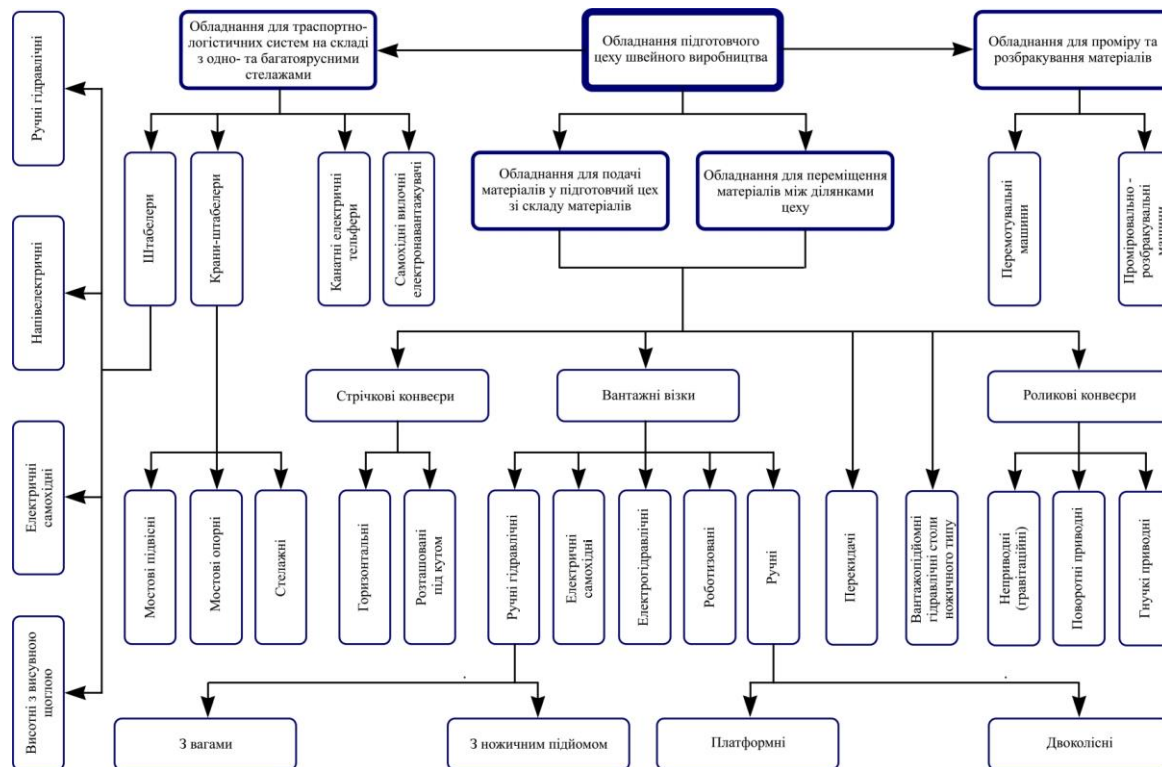 Обладнання для траспортно-
логістичних систем на складі
з одно- та багатоярусними
стелажами
Обладнання підготовчого
цеху швейного виробництва
Обладнання для проміру та
розбракування матеріалів
Ручні гідравлічні
Напівелектричні
Електричні
самохідні
Висотні з висувною
щоглою
Штабелери
Крани-штабелери
Канатні електричні
тельфери
Самохідні вилочні
електронавантажувачі
Обладнання для подачі
матеріалів у підготовчий цех
зі складу матеріалів
Обладнання для переміщення
матеріалів між ділянками
цеху
Перемотувальні
машини
Промірювально -
розбракувальні
машини
Стрічкові конвеєри
Вантажні візки
Роликові конвеєри
Мостові підвісні
Мостові опорні
Стелажні
Горизонтальні
Розташовані
під кутом
Ручні гідравлічні
Електричні
самохідні
Електрогідравлічні
Роботизовані
Ручні
Перекидачі
Вантажопідйомні
гідравлічні столи
ножичного типу
Неприводні
(гравітаційні)
Поворотні приводні
Гнучкі приводні
З вагами
З ножичним підйомом
Платформні
Двоколісні